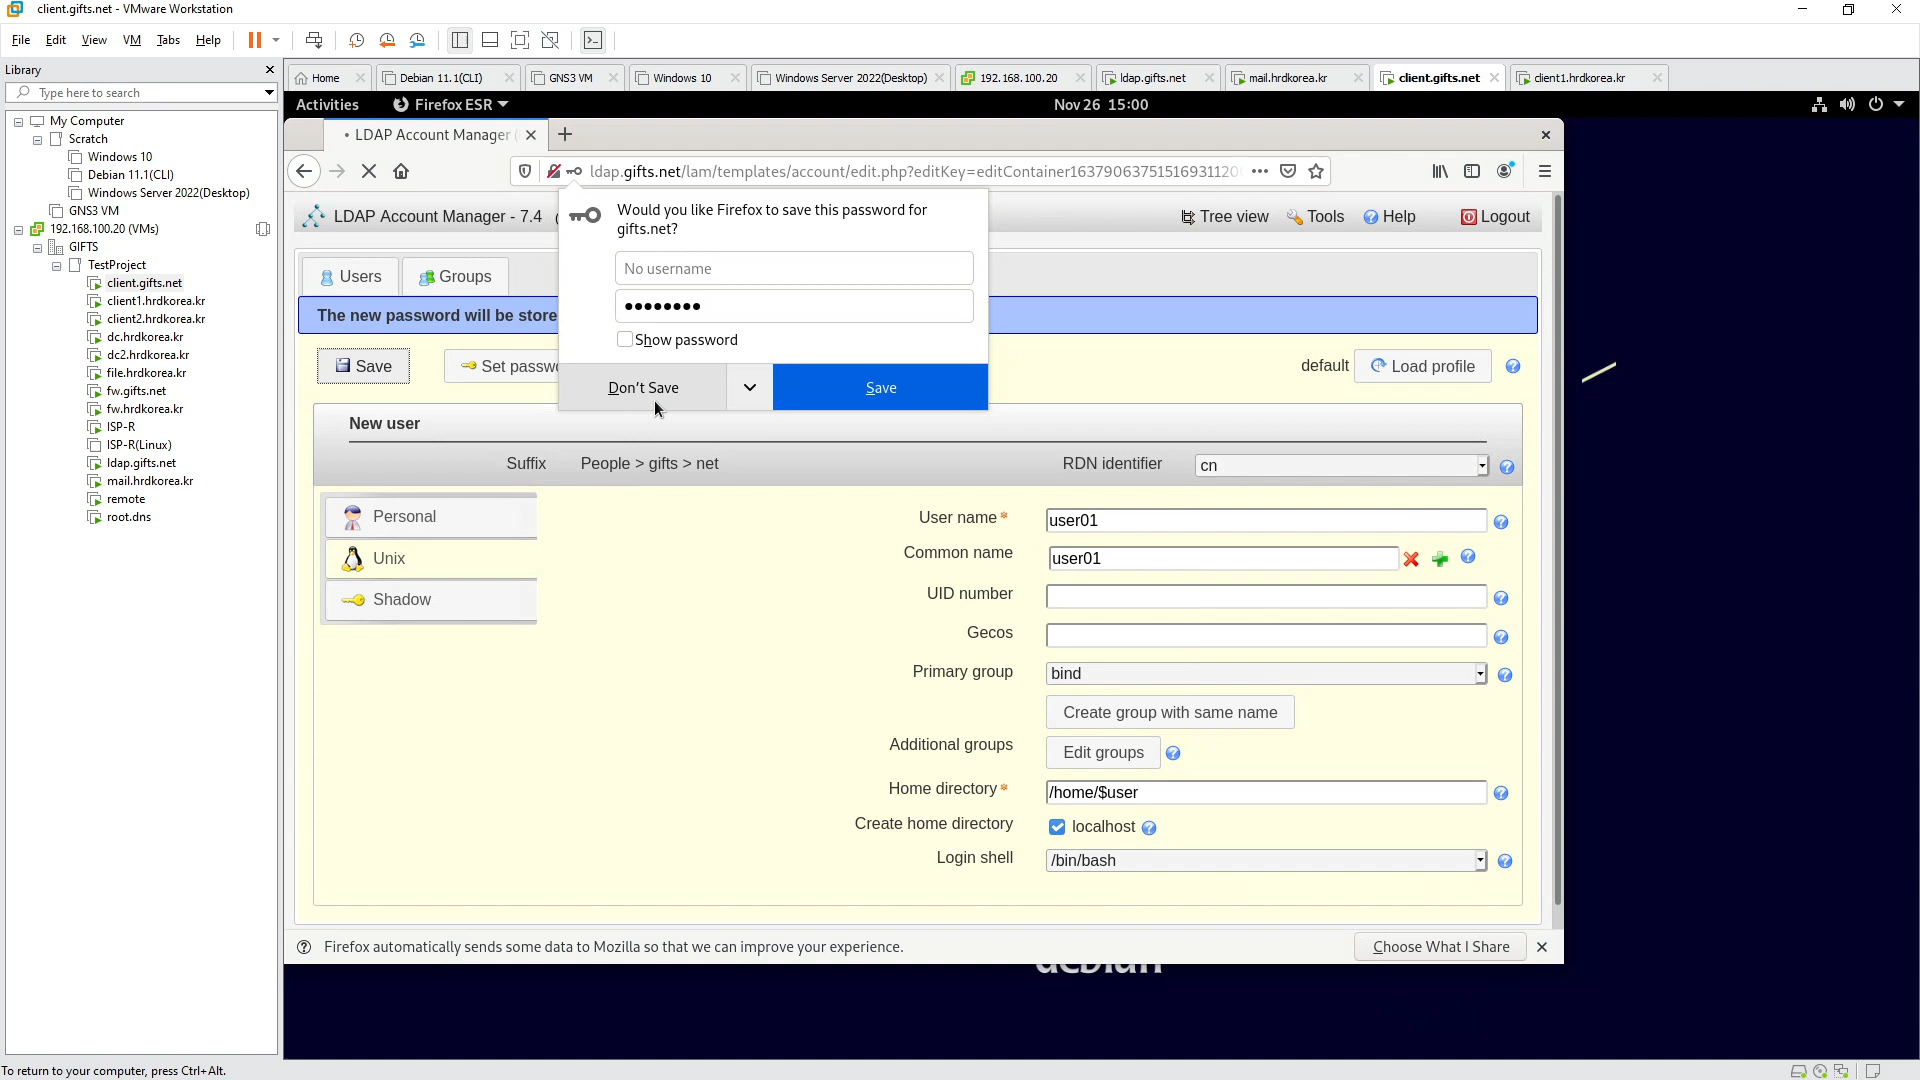 client.gifts.net - VMware Workstation
File Edit View VM Tabs Help
Library
Type here to search
My Computer
Scratch
Windows 10
Debian 11.1(CLI)
Windows Server 2022(Desktop)
GNS3 VM
192.168.100.20 (VMs)
GIFTS
TestProject
client.gifts.net
client1.hrdkorea.kr
client2.hrdkorea.kr
dc.hrdkorea.kr
dc2.hrdkorea.kr
file.hrdkorea.kr
fw.gifts.net
fw.hrdkorea.kr
ISP-R
ISP-R(Linux)
ldap.gifts.net
mail.hrdkorea.kr
remote
root.dns
Home Debian 11.1(CLI) GNS3 VM Windows 10 Windows Server 2022(Desktop) 192.168.100.20 ldap.gifts.net mail.hrdkorea.kr client.gifts.net client1.hrdkorea.kr
Activities Firefox ESR Nov 26 15:00
LDAP Account Manager (
ldap.gifts.net/lam/templates/account/edit.php?editKey=editContainer16379063751516931120
LDAP Account Manager - 7.4 ( Tree view Tools Help Logout
Would you like Firefox to save this password for
gifts.net?
No username
Show password
Don't Save Save
Users Groups
The new password will be store
Save Set passwo default Load profile
New user
Suffix People > gifts > net RDN identifier cn
Personal
Unix
Shadow
User name* user01
Common name user01
UID number
Gecos
Primary group bind
Create group with same name
Additional groups Edit groups
Home directory* /home/$user
Create home directory localhost
Login shell /bin/bash
Firefox automatically sends some data to Mozilla so that we can improve your experience. Choose What I Share
debian
To return to your computer, press Ctrl+Alt.